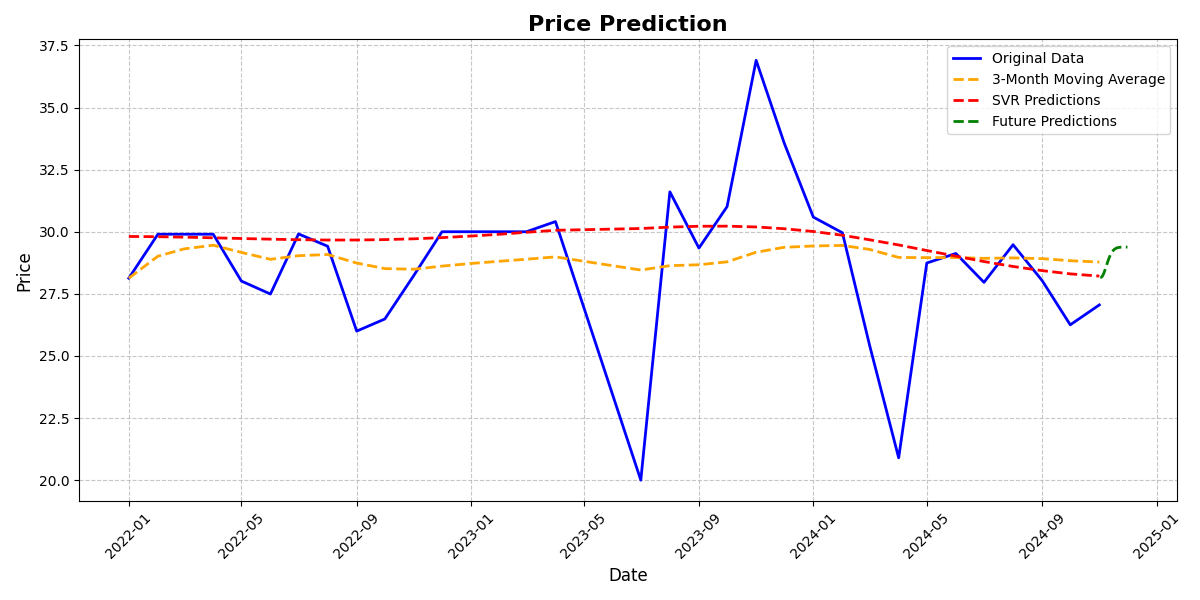 Price Prediction
37.5
35.0
32.5
30.0
27.5
25.0
22.5
20.0
Price
Original Data
3-Month Moving Average
SVR Predictions
Future Predictions
2022-01
2022-05
2022-09
2023-01
2023-05
2023-09
2024-01
2024-05
2024-09
2025-01
Date